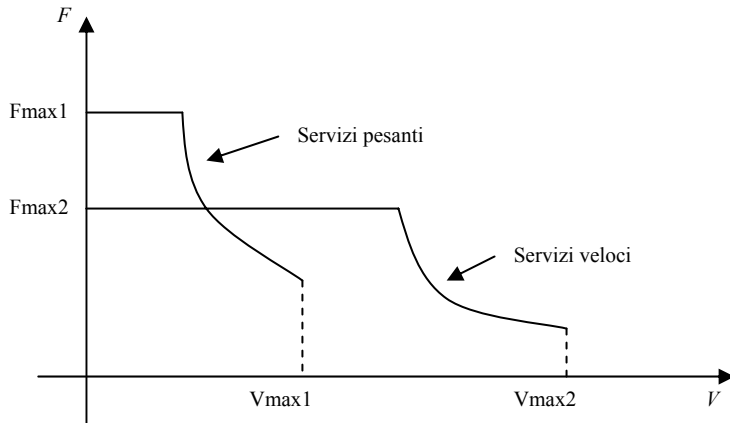 F
Fmax1
Servizi pesanti
Fmax2
Servizi veloci
Vmax1
Vmax2
V